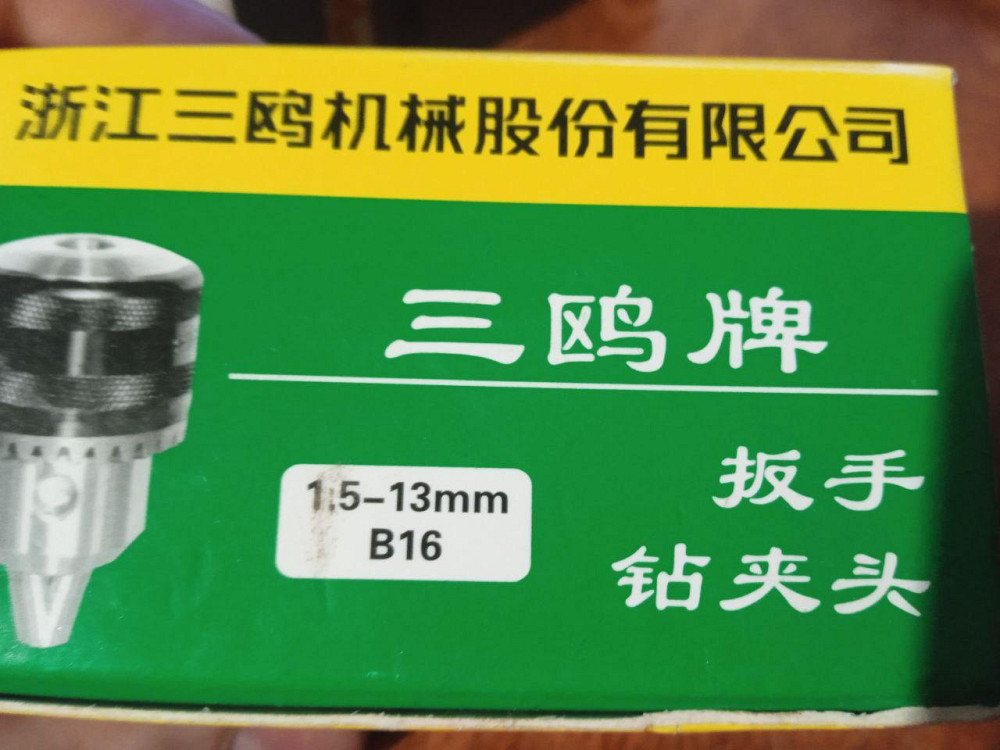 浙江三鸥机械股份有限公司
三鸥牌
1.5-13mm
B16
扳手
钻夹头